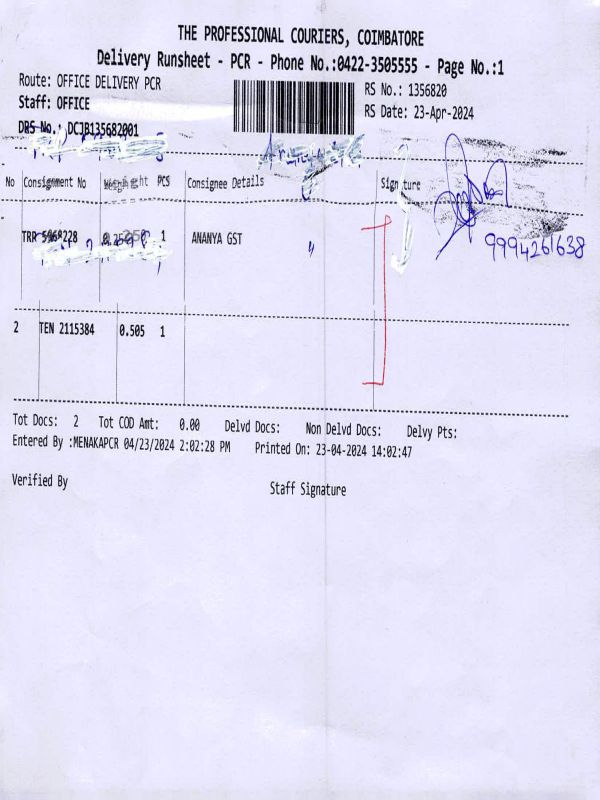 THE PROFESSIONAL COURIERS, COIMBATORE
Delivery Runsheet - PCR - Phone No.:0422-3505555 - Page No.:1
Route: OFFICE DELIVERY PCR
RS No.: 1356820
Staff: OFFICE
RS Date: 23-Apr-2024
DRS No.: DCJB135682001
No Consignment No Weight PCS Consignee Details Signature
TRR 1 ANANYA GST "
9994261638
2 TEN 2115384 0.505 1
Tot Docs: 2 Tot COD Amt: 0.00 Delvd Docs: Non Delvd Docs: Delvy Pts:
Entered By :MENAKAPCR 04/23/2024 2:02:28 PM Printed On: 23-04-2024 14:02:47
Verified By
Staff Signature